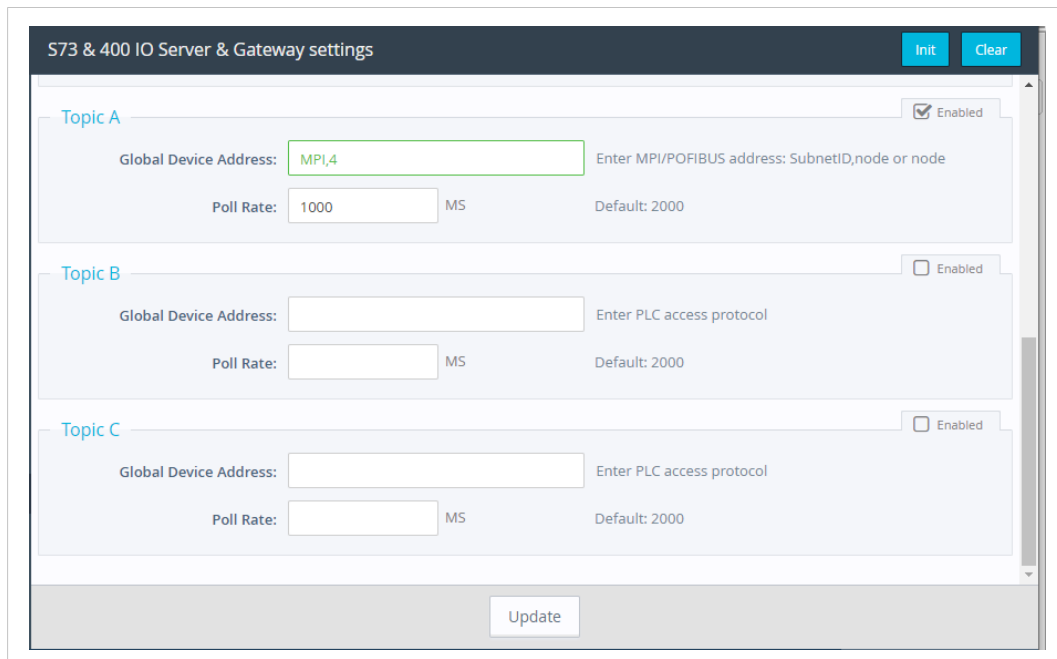 S73 & 400 IO Server & Gateway settings Init Clear
Topic A Enabled
Global Device Address: MPI,4 Enter MPI/POFIBUS address: SubnetID,node or node
Poll Rate: 1000 MS Default: 2000
Topic B Enabled
Global Device Address: Enter PLC access protocol
Poll Rate: MS Default: 2000
Topic C Enabled
Global Device Address: Enter PLC access protocol
Poll Rate: MS Default: 2000
Update